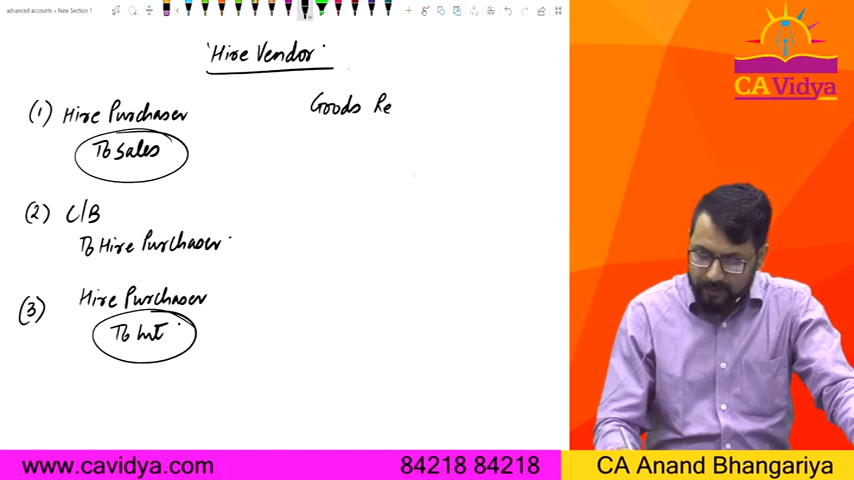 advanced accounts » New Section 1
'Hire Vendor'
(1) Hire Purchaser
To Sales
Goods Re
(2) C/B
To Hire Purchaser
(3) Hire Purchaser
To Int
CA Vidya
www.cavidya.com
84218 84218
CA Anand Bhangariya